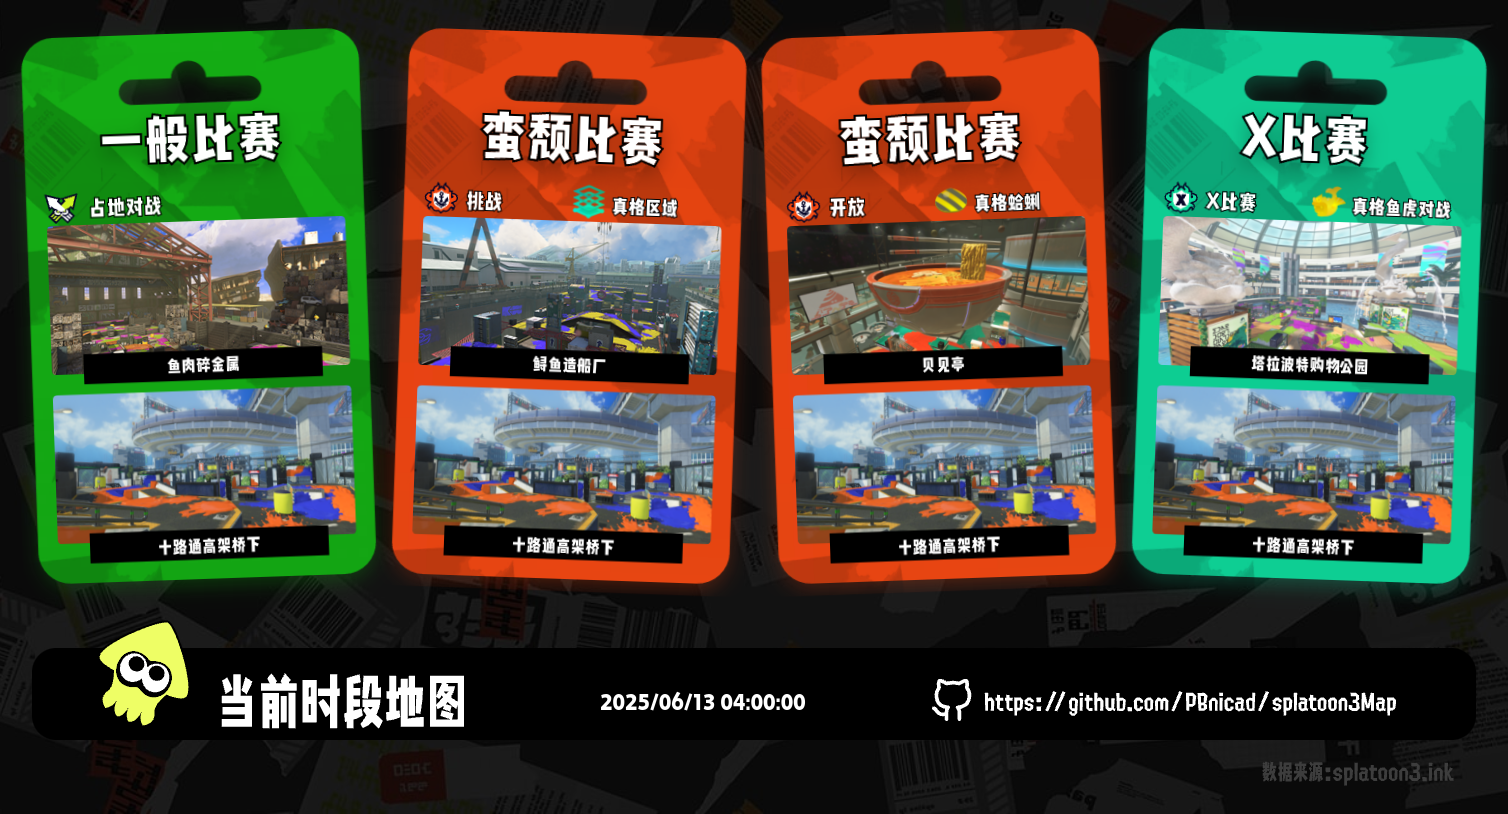 一般比赛
占地对战
鱼肉碎金属
十路通高架桥下
蛮颓比赛
挑战
真格区域
鲟鱼造船厂
十路通高架桥下
蛮颓比赛
开放
真格蛤蜊
贝见亭
十路通高架桥下
X比赛
X比赛
真格鱼虎对战
塔拉波特购物公园
十路通高架桥下
当前时段地图
2025/06/13 04:00:00
https://github.com/PBnicad/splatoon3Map
数据来源:splatoon3.ink